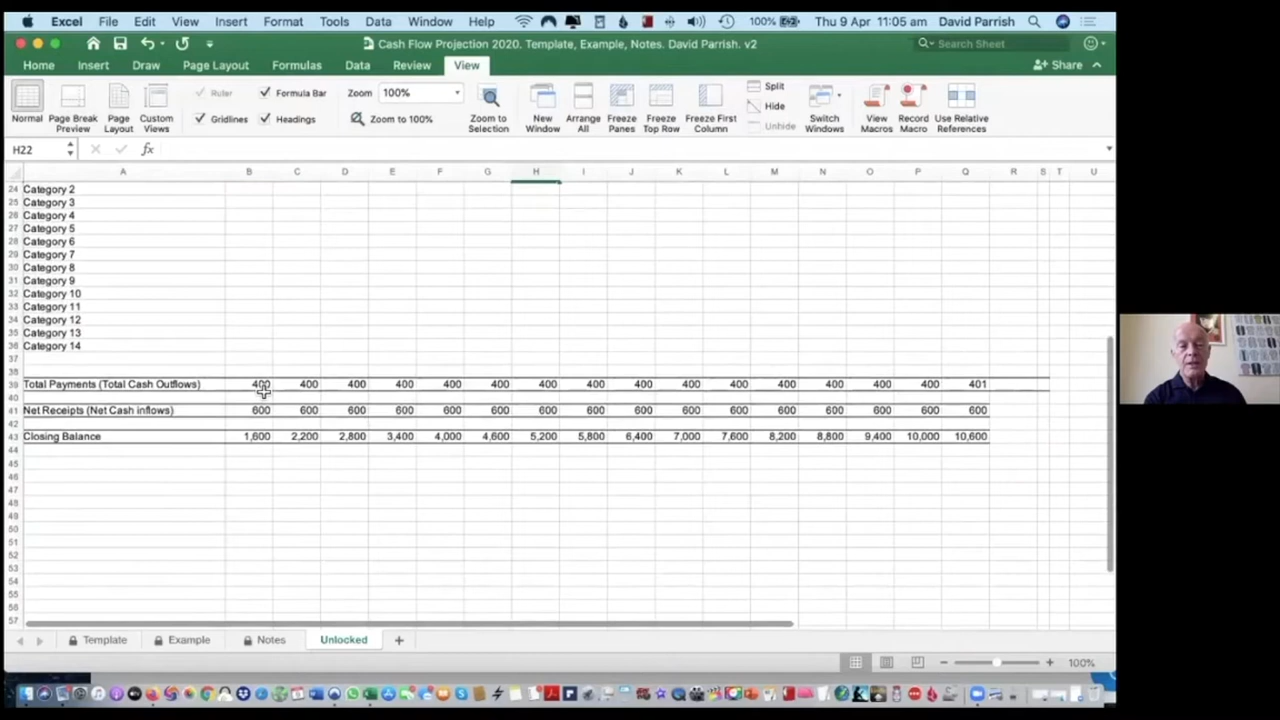 Excel File Edit View Insert Format Tools Data Window Help 100% Thu 9 Apr 11:05 am David Parrish
Cash Flow Projection 2020. Template, Example, Notes. David Parrish. v2 Search Sheet
Home Insert Draw Page Layout Formulas Data Review View Share
Normal Page Break Preview Page Layout Custom Views Ruler Formula Bar Gridlines Headings Zoom 100% Zoom to 100% Zoom to Selection New Window Arrange All Freeze Panes Freeze Top Row Freeze First Column Split Hide Unhide Switch Windows View Macros Record Macro Use Relative References
H22 fx
A B C D E F G H I J K L M N O P Q R S T U
24 Category 2
25 Category 3
26 Category 4
27 Category 5
28 Category 6
29 Category 7
30 Category 8
31 Category 9
32 Category 10
33 Category 11
34 Category 12
35 Category 13
36 Category 14
37
38
39 Total Payments (Total Cash Outflows) 400 400 400 400 400 400 400 400 400 400 400 400 400 400 400 401
40
41 Net Receipts (Net Cash inflows) 600 600 600 600 600 600 600 600 600 600 600 600 600 600 600 600
42
43 Closing Balance 1,600 2,200 2,800 3,400 4,000 4,600 5,200 5,800 6,400 7,000 7,600 8,200 8,800 9,400 10,000 10,600
44
45
46
47
48
49
50
51
52
53
54
55
56
57
Template Example Notes Unlocked +
100%